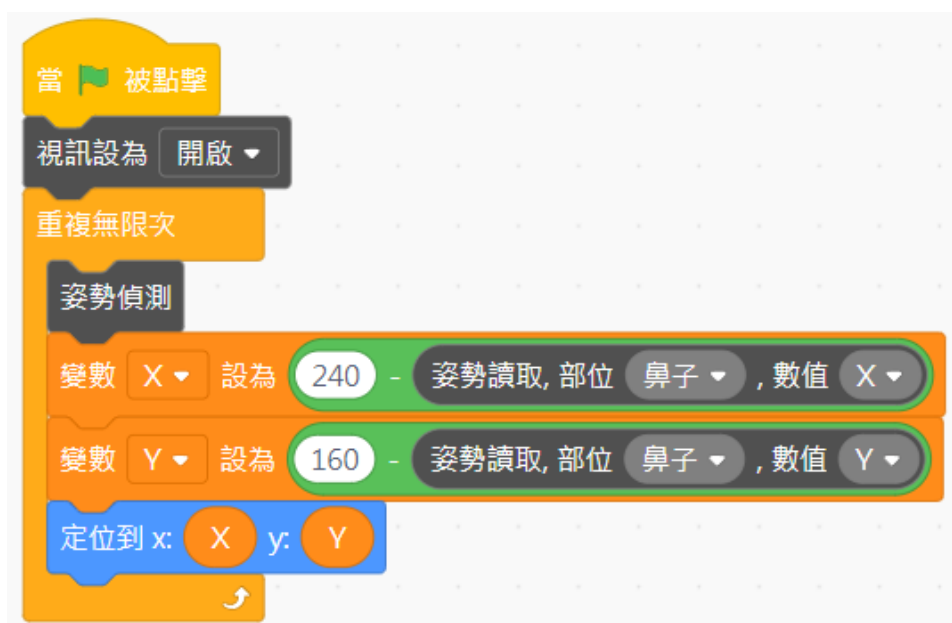 當 被點擊
視訊設為 開啟
重複無限次
姿勢偵測
變數 X 設為 240 - 姿勢讀取, 部位 鼻子 , 數值 X
變數 Y 設為 160 - 姿勢讀取, 部位 鼻子 , 數值 Y
定位到 x: X y: Y